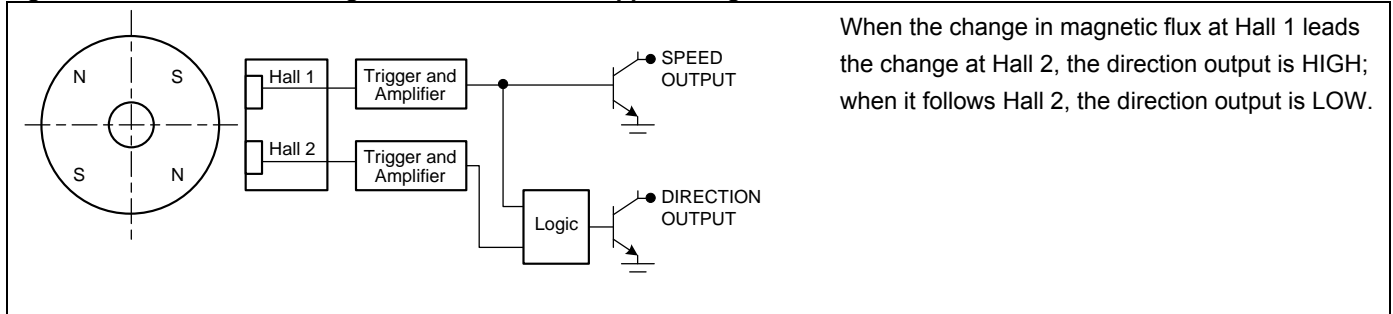 When the change in magnetic flux at Hall 1 leads
the change at Hall 2, the direction output is HIGH;
when it follows Hall 2, the direction output is LOW.
N
S
S
N
Hall 1
Hall 2
Trigger and
Amplifier
Trigger and
Amplifier
Logic
SPEED
OUTPUT
DIRECTION
OUTPUT